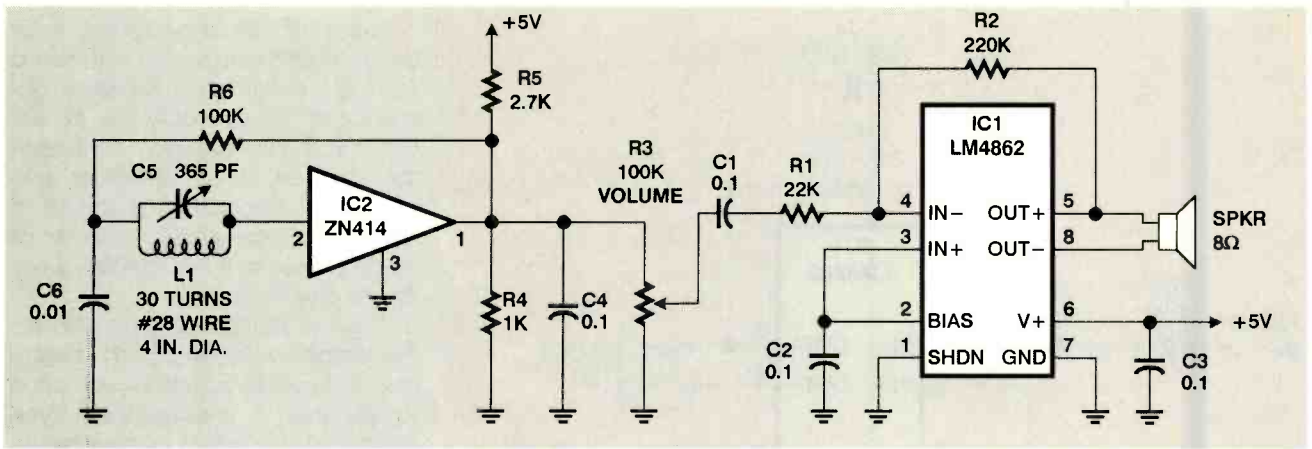 +5V
R5
2.7K
R6
100K
C5 365 PF
L1
30 TURNS
#28 WIRE
4 IN. DIA.
C6
0.01
2
IC2
ZN414
1
3
R4
1K
C4
0.1
R3
100K
VOLUME
C1
0.1
R1
22K
R2
220K
IC1
LM4862
4 IN- OUT+ 5
3 IN+ OUT- 8
2 BIAS V+ 6
1 SHDN GND 7
C2
0.1
SPKR
8Ω
+5V
C3
0.1